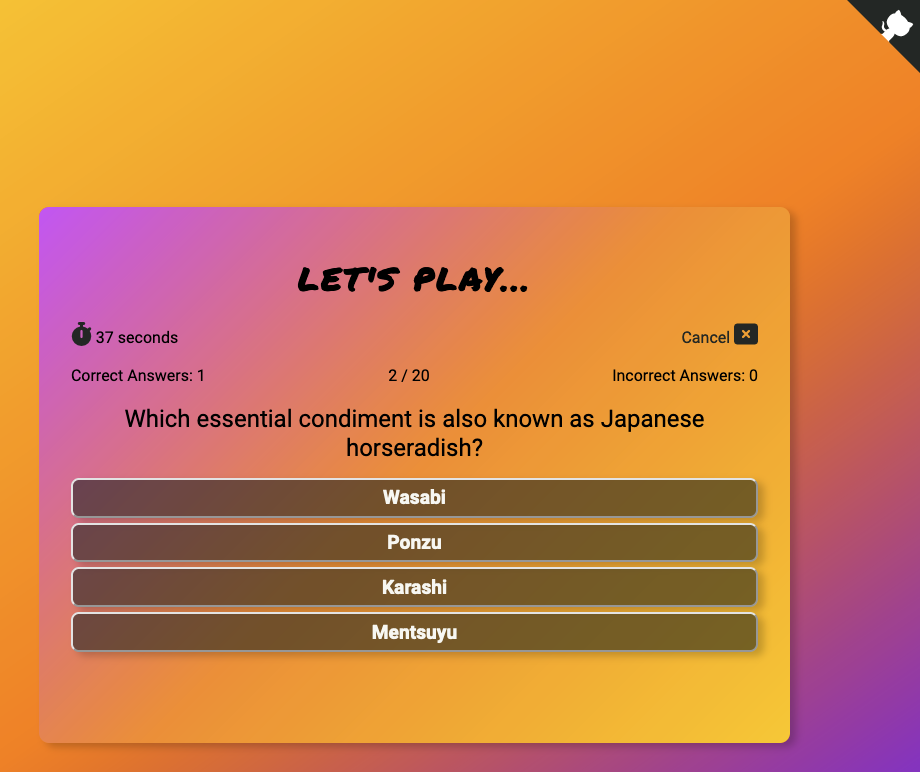 LET'S PLAY...
37 seconds
Cancel
Correct Answers: 1
2 / 20
Incorrect Answers: 0
Which essential condiment is also known as Japanese
horseradish?
Wasabi
Ponzu
Karashi
Mentsuyu